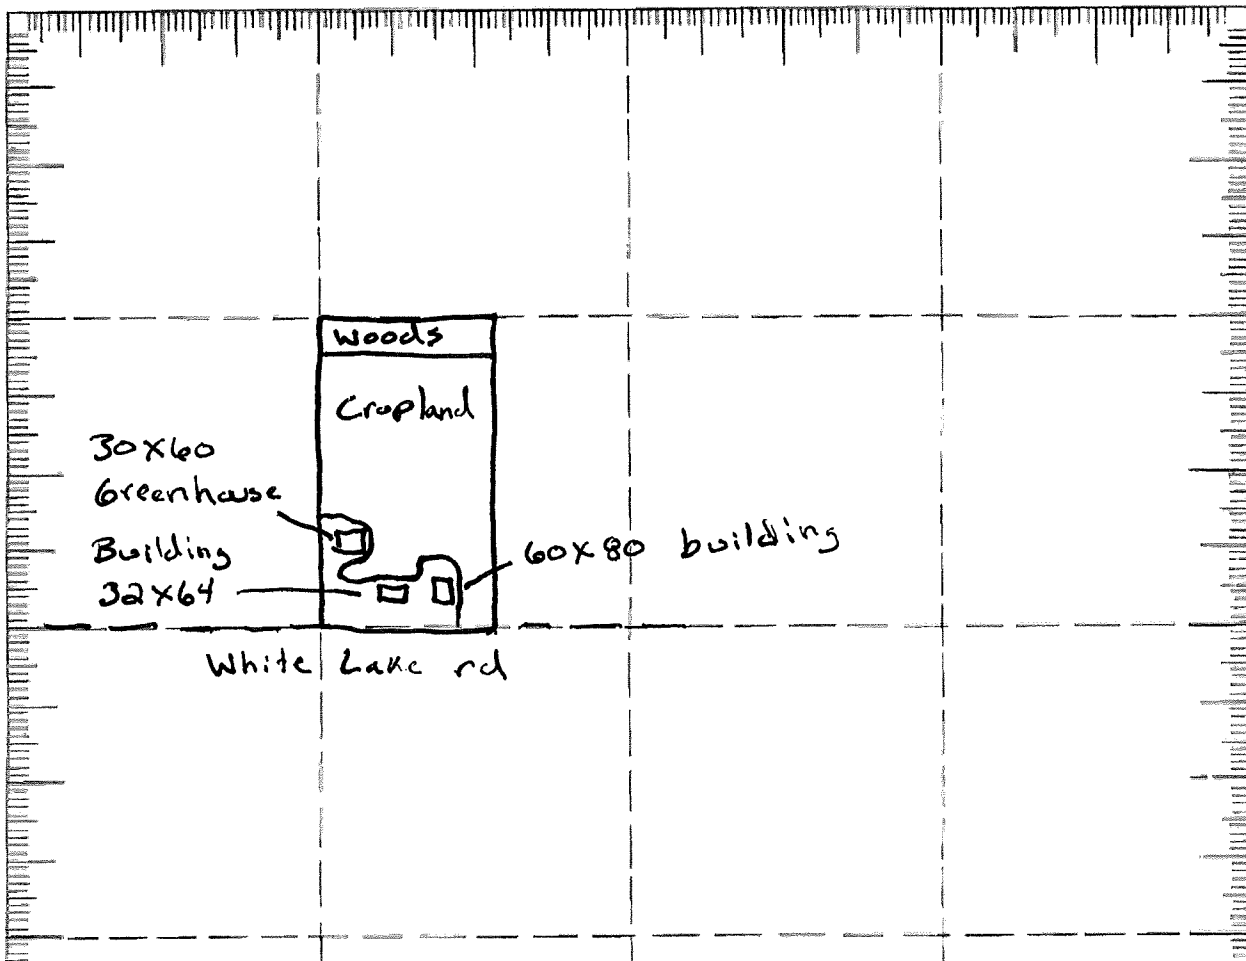 Woods
Cropland
30X60
Greenhouse
Building
32X64
60X80 building
White Lake rd